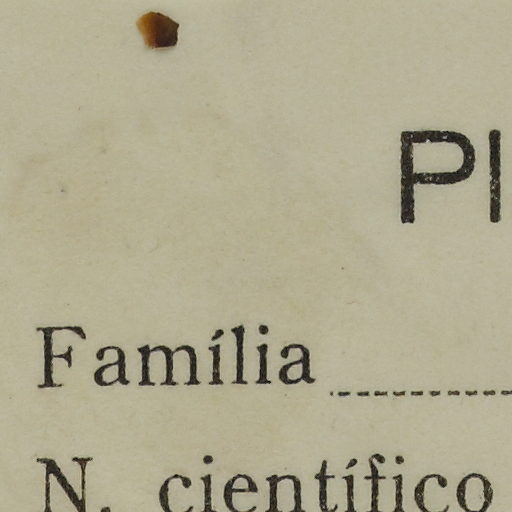 Pl
Família
N. científico